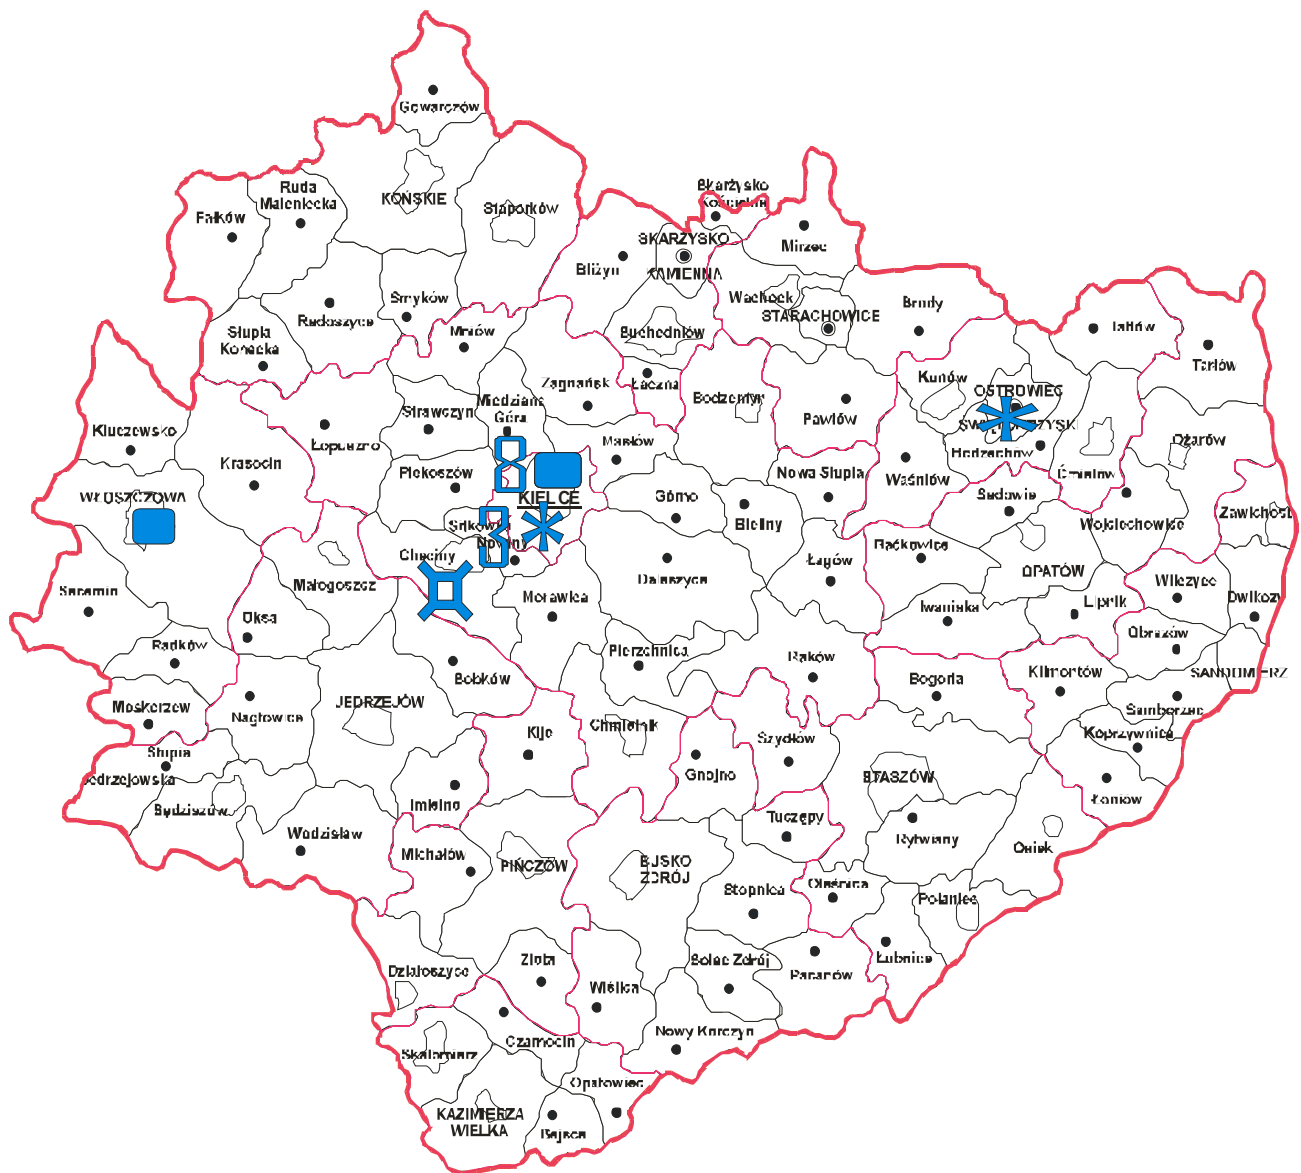 Gowarczów
Ruda
Maleniecka
KOŃSKIE
Fałków
Stąporków
Skarżysko
Kościelne
SKARŻYSKO
KAMIENNA
Mirzec
Bliżyn
Smyków
Radoszyce
Wąchock
STARACHOWICE
Brody
Słupia
Konecka
Mniów
Suchedniów
Tarłów
Zagnańsk
Łączna
Kunów
OSTROWIEC
Strawczyn
Miedziana
Góra
Bodzentyn
Pawłów
Kluczewsko
Łopuszno
Masłów
Bodzechów
Ożarów
Krasocin
Piekoszów
Nowa Słupia
Waśniów
Ćmielów
WŁOSZCZOWA
KIELCE
Górno
Sadowie
Bieliny
Wojciechowice
Zawichost
Chęciny
Daleszyce
Łagów
Baćkowice
OPATÓW
Małogoszcz
Wilczyce
Secemin
Oksa
Morawica
Iwaniska
Lipnik
Dwikozy
Radków
Pierzchnica
Obrazów
Raków
Bogoria
Klimontów
SANDOMIERZ
Sobków
Moskorzew
Nagłowice
JĘDRZEJÓW
Kije
Chmielnik
Samborzec
Szydłów
Koprzywnica
Słupia
Jędrzejowska
Gnojno
STASZÓW
Imielno
Łoniów
Wodzisław
Tuczępy
Rytwiany
Osiek
Michałów
PIŃCZÓW
BUSKO
ZDRÓJ
Stopnica
Oleśnica
Połaniec
Działoszyce
Złota
Solec Zdrój
Pacanów
Łubnice
Wiślica
Nowy Korczyn
Skalbmierz
Czarnocin
Opatowiec
KAZIMIERZA
WIELKA
Bejsce